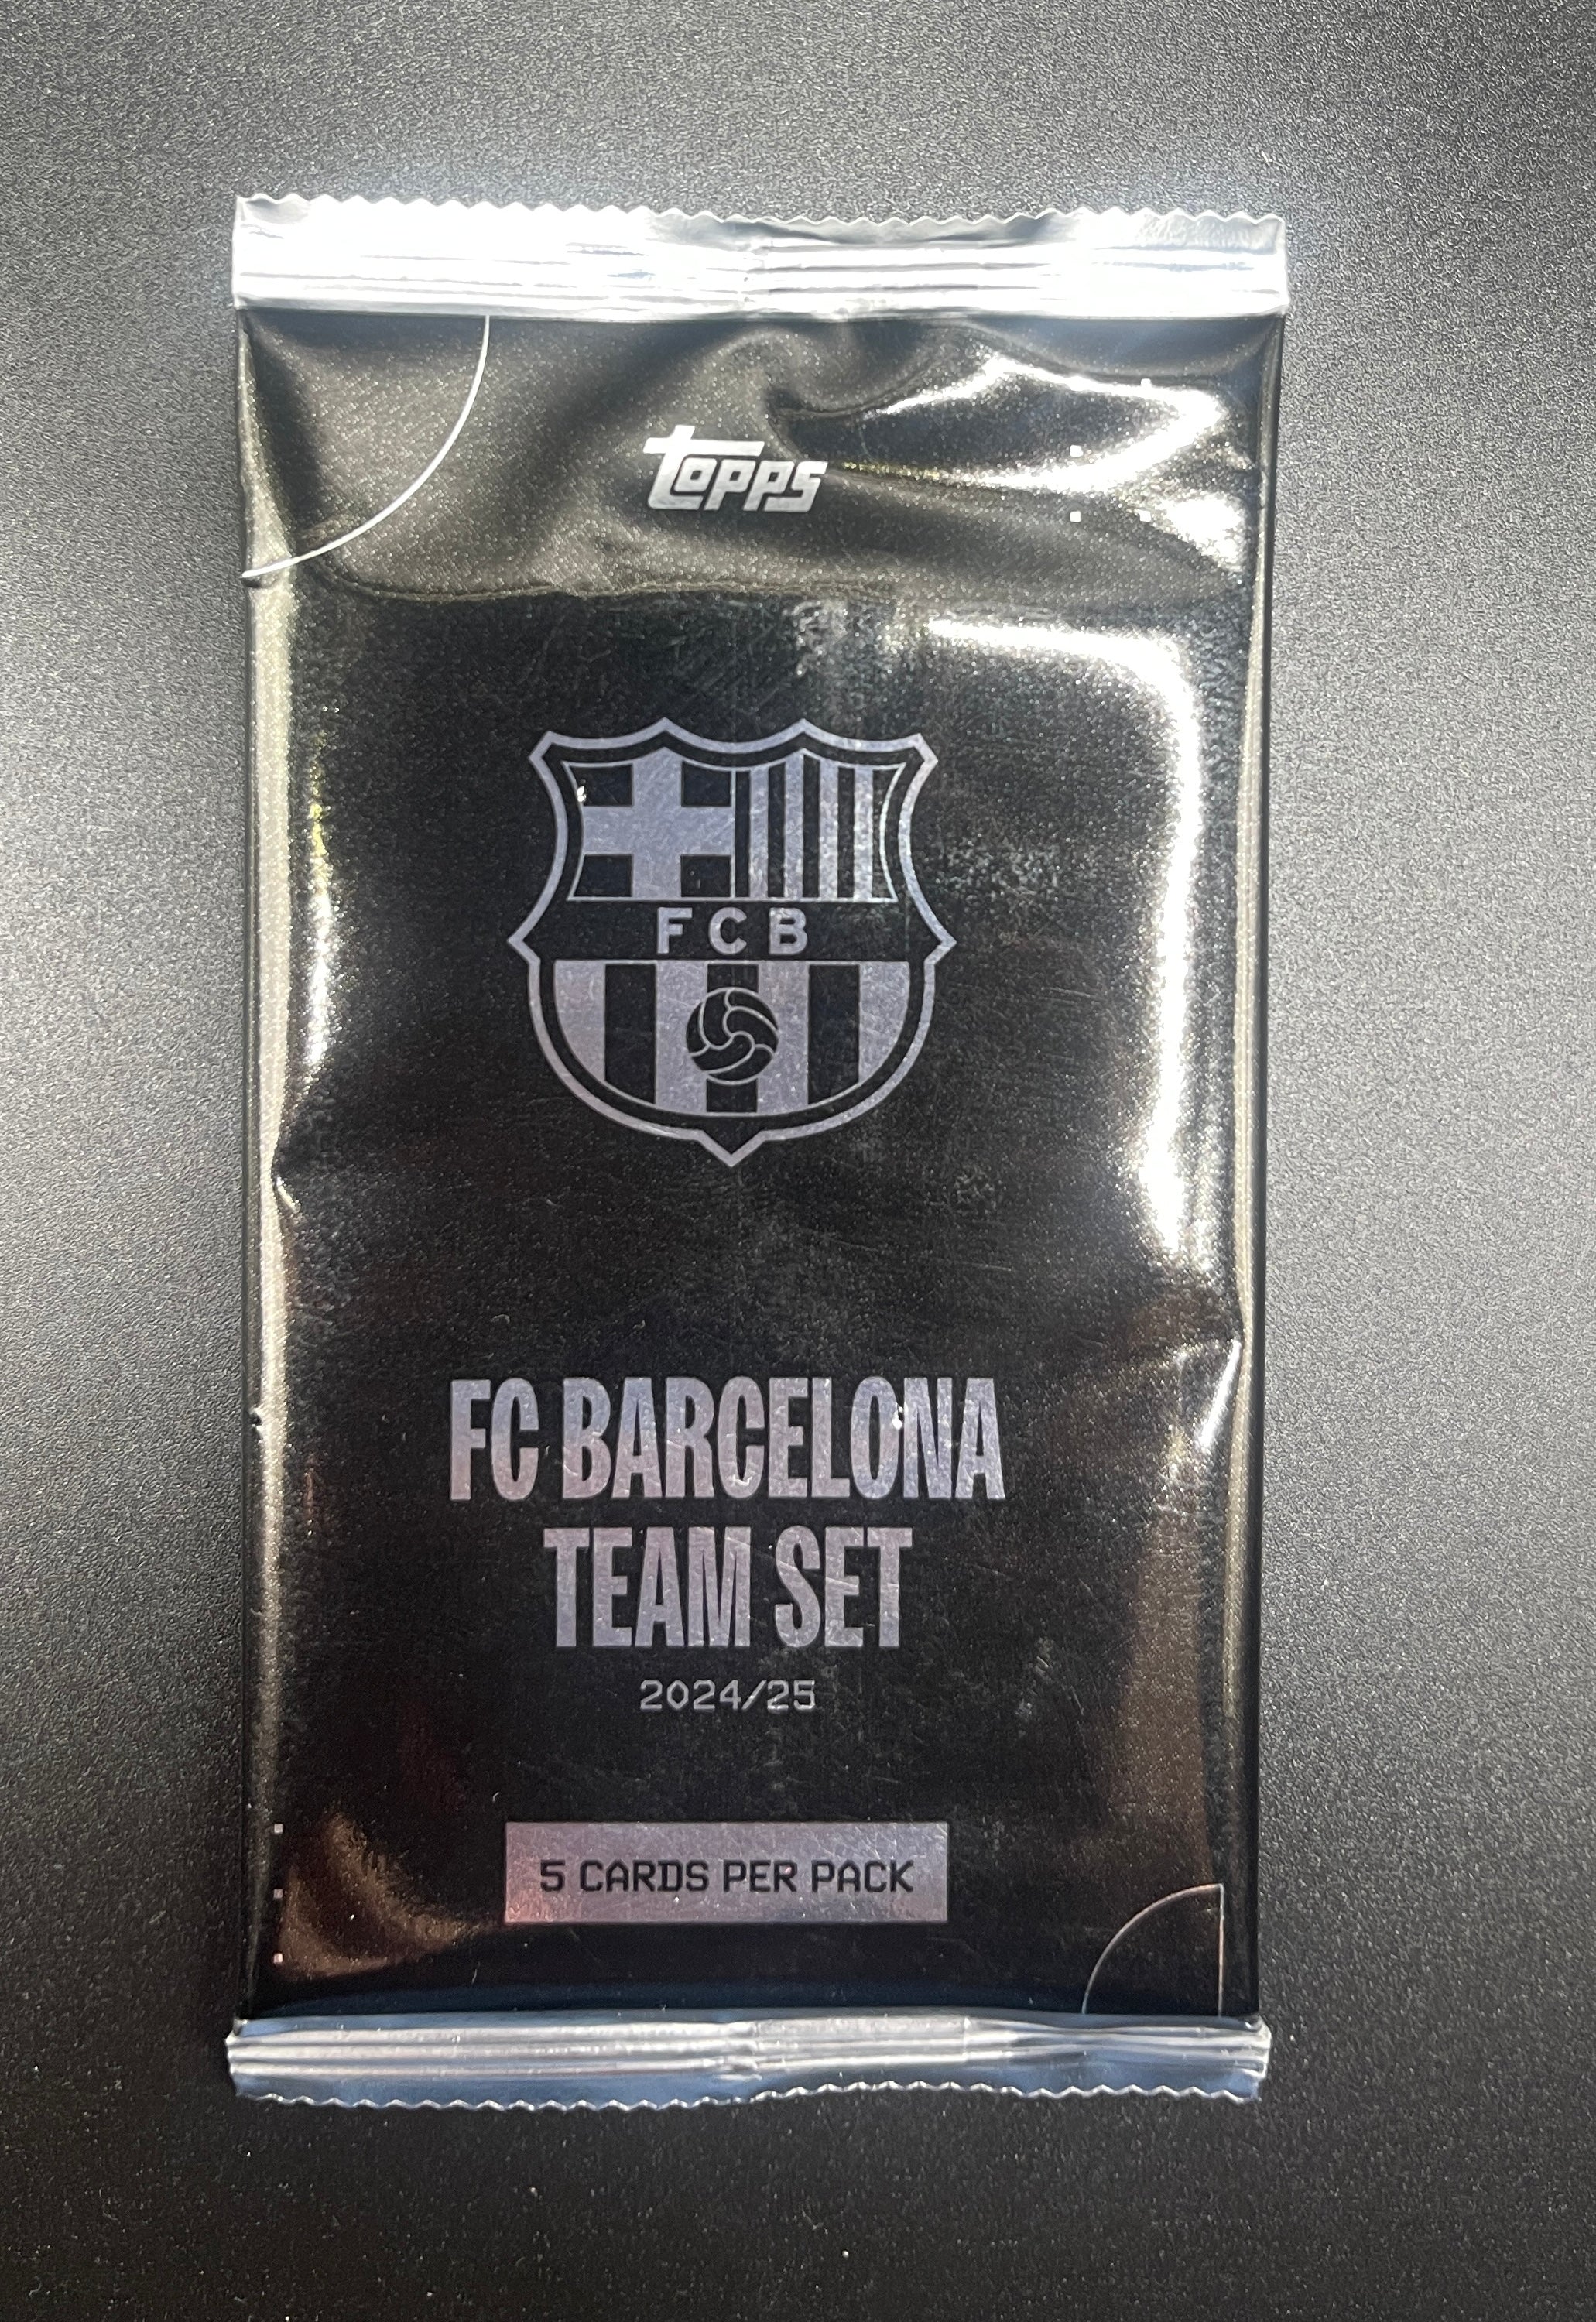 Topps
FCB
FC BARCELONA
TEAM SET
2024/25
5 CARDS PER PACK